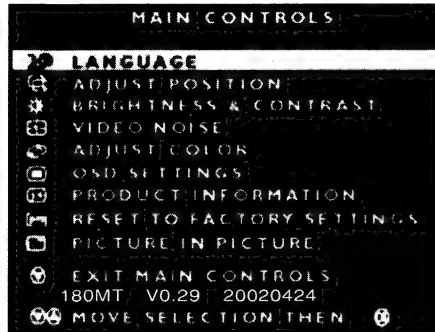 MAIN CONTROLS
LANGUAGE
ADJUST POSITION
BRIGHTNESS & CONTRAST
VIDEO NOISE
ADJUST COLOR
OSD SETTINGS
PRODUCT INFORMATION
RESET TO FACTORY SETTINGS
PICTURE IN PICTURE
EXIT MAIN CONTROLS
180MT V0.29 20020424
MOVE SELECTION THEN